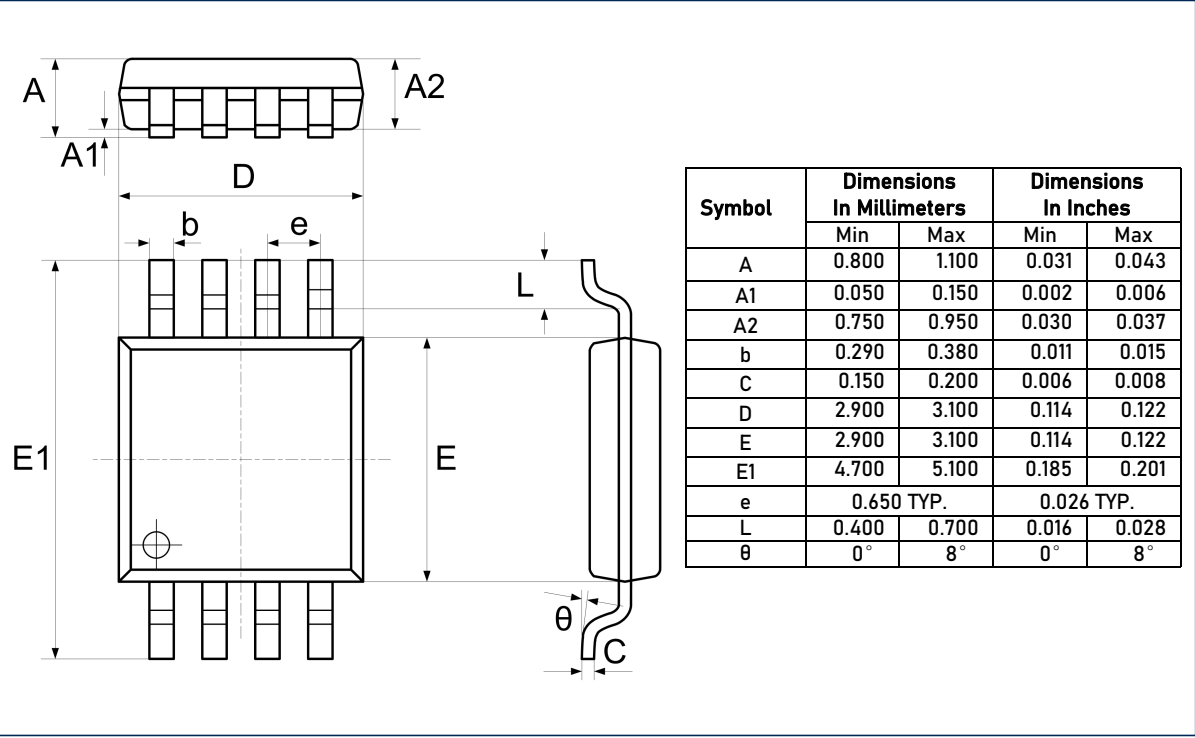 A
A2
A1
D
b
e
L
E1
E
θ
C
Symbol
Dimensions
In Millimeters
Dimensions
In Inches
Min Max Min Max
A 0.800 1.100 0.031 0.043
A1 0.050 0.150 0.002 0.006
A2 0.750 0.950 0.030 0.037
b 0.290 0.380 0.011 0.015
C 0.150 0.200 0.006 0.008
D 2.900 3.100 0.114 0.122
E 2.900 3.100 0.114 0.122
E1 4.700 5.100 0.185 0.201
e 0.650 TYP. 0.026 TYP.
L 0.400 0.700 0.016 0.028
θ 0° 8° 0° 8°